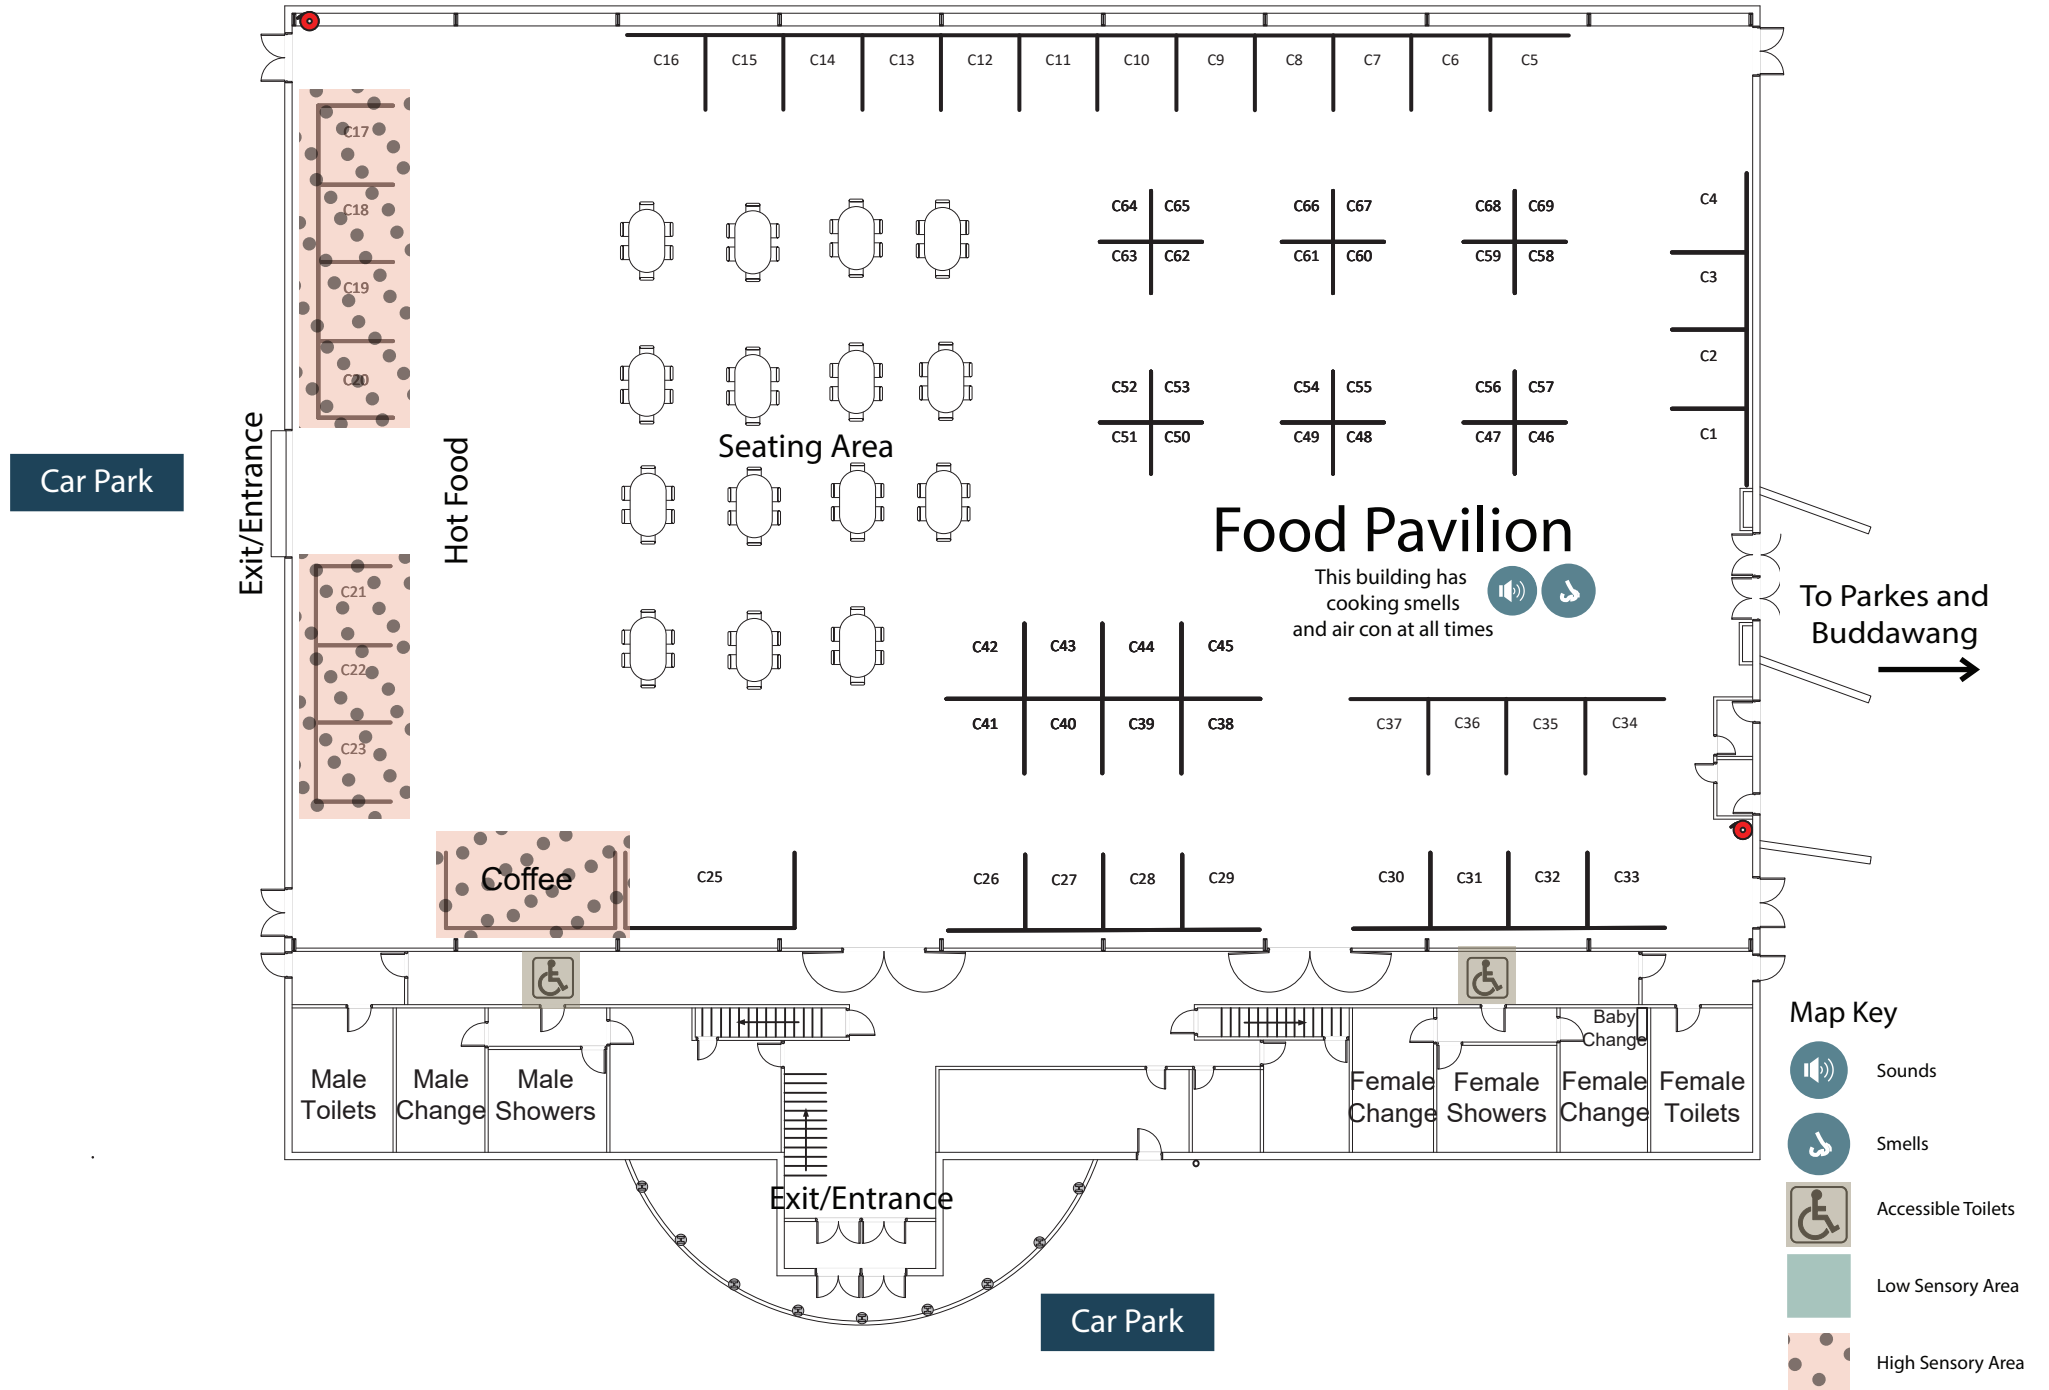 C16 C15 C14 C13 C12 C11 C10 C9 C8 C7 C6 C5
C17
C18
C19
C20
C64 C65 C66 C67 C68 C69
C63 C62 C61 C60 C59 C58
C4
C3
C2
C1
C52 C53 C54 C55 C56 C57
C51 C50 C49 C48 C47 C46
Car Park
Exit/Entrance
Hot Food
Seating Area
Food Pavilion
This building has
cooking smells
and air con at all times
To Parkes and
Buddawang
C21
C22
C23
C42 C43 C44 C45
C41 C40 C39 C38
C37 C36 C35 C34
Coffee
C25
C26 C27 C28 C29
C30 C31 C32 C33
Male
Toilets
Male
Change
Male
Showers
Female
Change
Female
Showers
Baby
Change
Female
Change
Female
Toilets
Exit/Entrance
Car Park
Map Key
Sounds
Smells
Accessible Toilets
Low Sensory Area
High Sensory Area